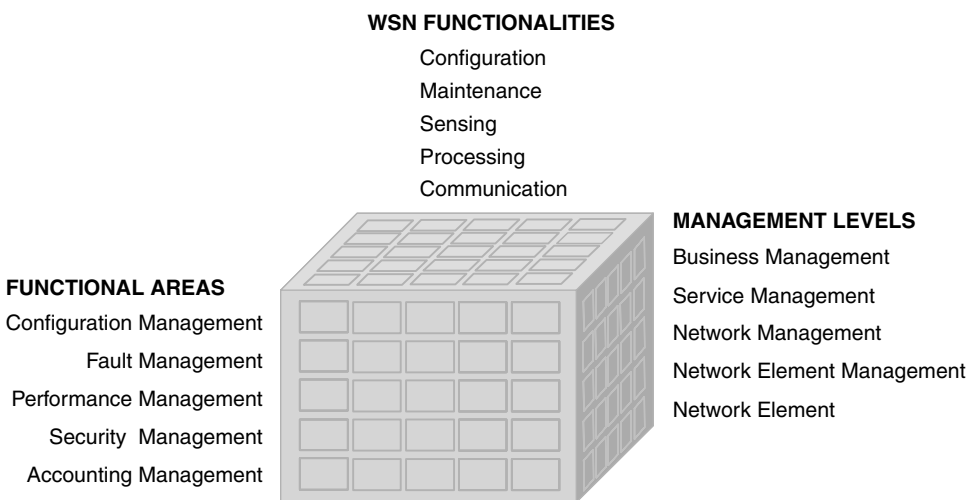 WSN FUNCTIONALITIES
Configuration
Maintenance
Sensing
Processing
Communication
MANAGEMENT LEVELS
Business Management
Service Management
Network Management
Network Element Management
Network Element
FUNCTIONAL AREAS
Configuration Management
Fault Management
Performance Management
Security Management
Accounting Management